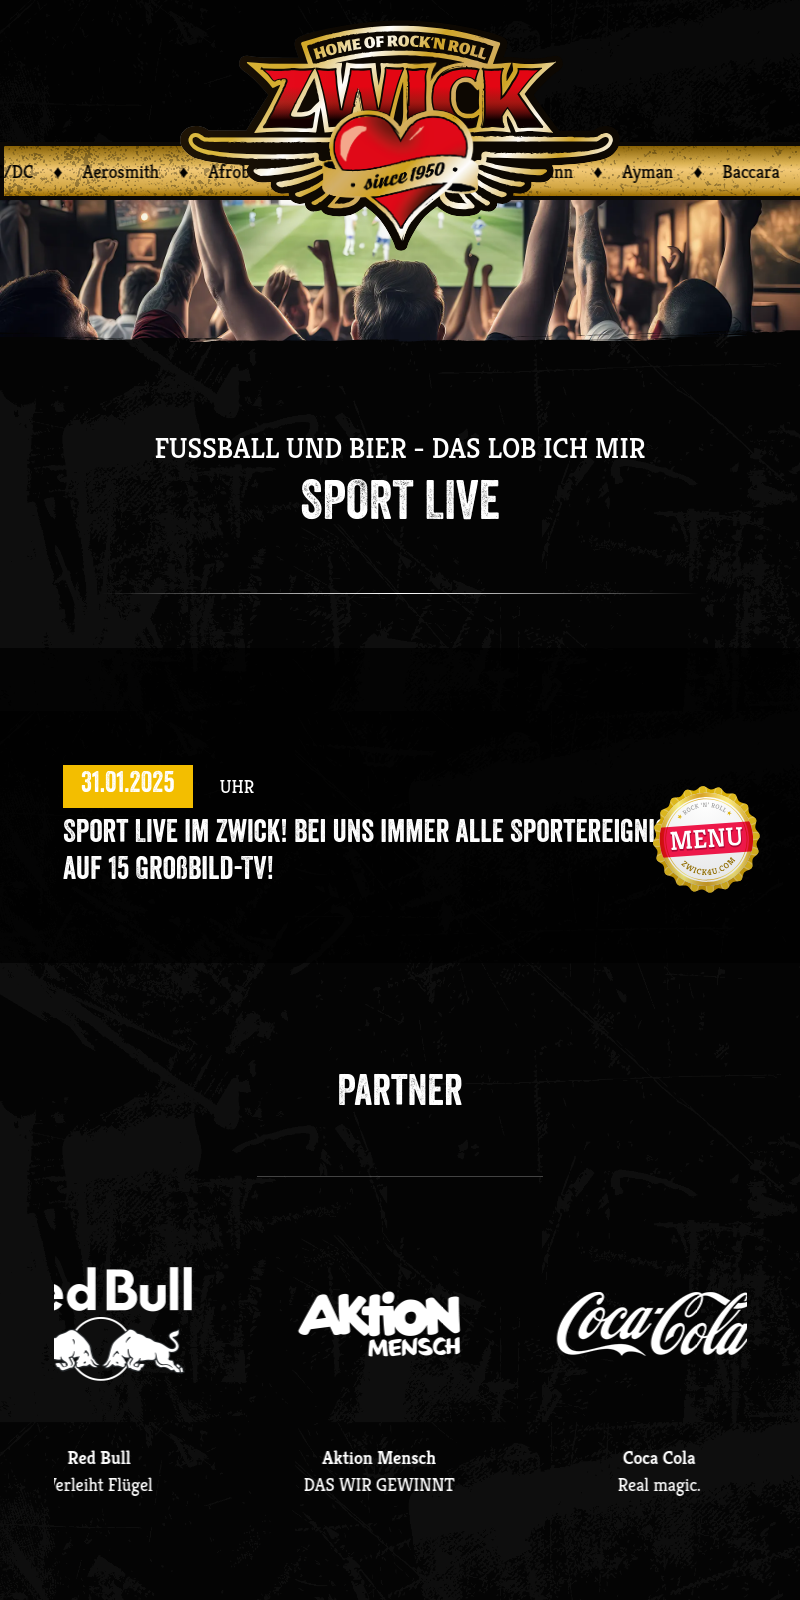 HOME OF ROCK'N ROLL
ZWICK
since 1950
/DC ♦ Aerosmith ♦ Afrob
nn ♦ Ayman ♦ Baccara
FUSSBALL UND BIER - DAS LOB ICH MIR
SPORT LIVE
31.01.2025 UHR
SPORT LIVE IM ZWICK! BEI UNS IMMER ALLE SPORTEREIGNI
AUF 15 GROßBILD-TV!
ROCK 'N' ROLL
MENU
ZWICK4U.COM
PARTNER
ed Bull
AKtion
MENSCH
Coca-Cola
Red Bull
Verleiht Flügel
Aktion Mensch
DAS WIR GEWINNT
Coca Cola
Real magic.